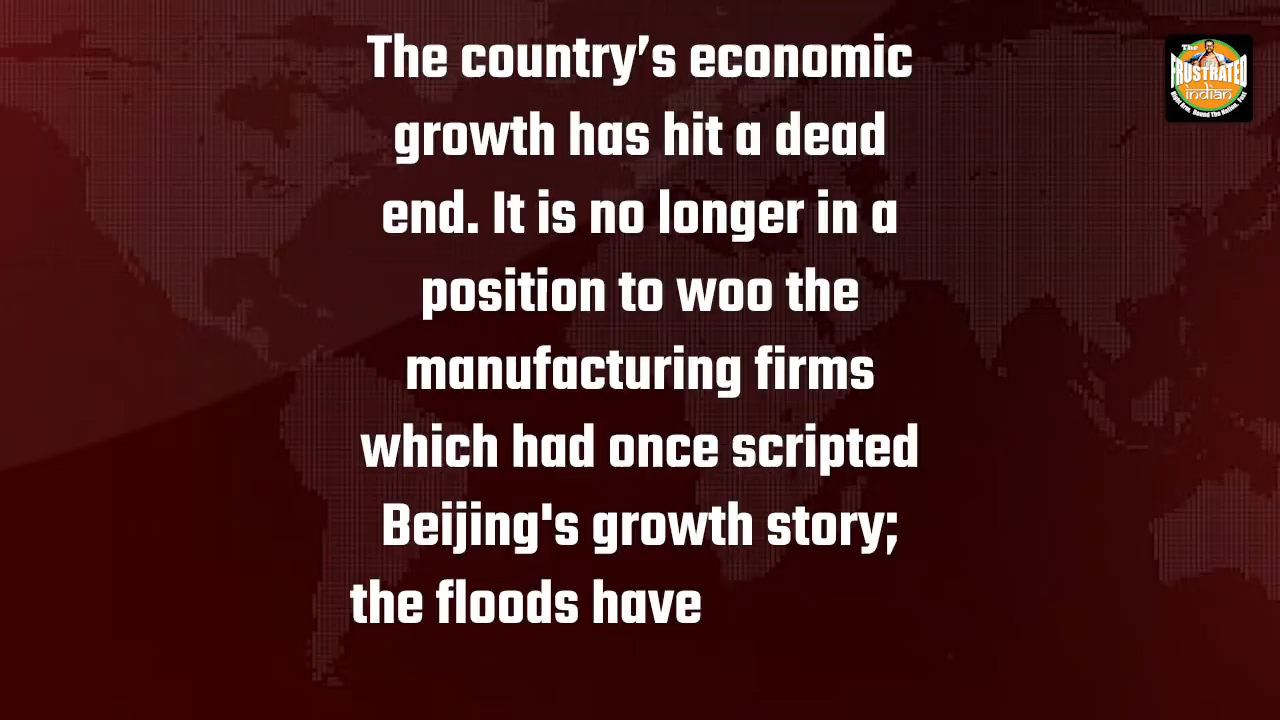 The country’s economic
growth has hit a dead
end. It is no longer in a
position to woo the
manufacturing firms
which had once scripted
Beijing's growth story;
the floods have
The
FRUSTRATED
indian